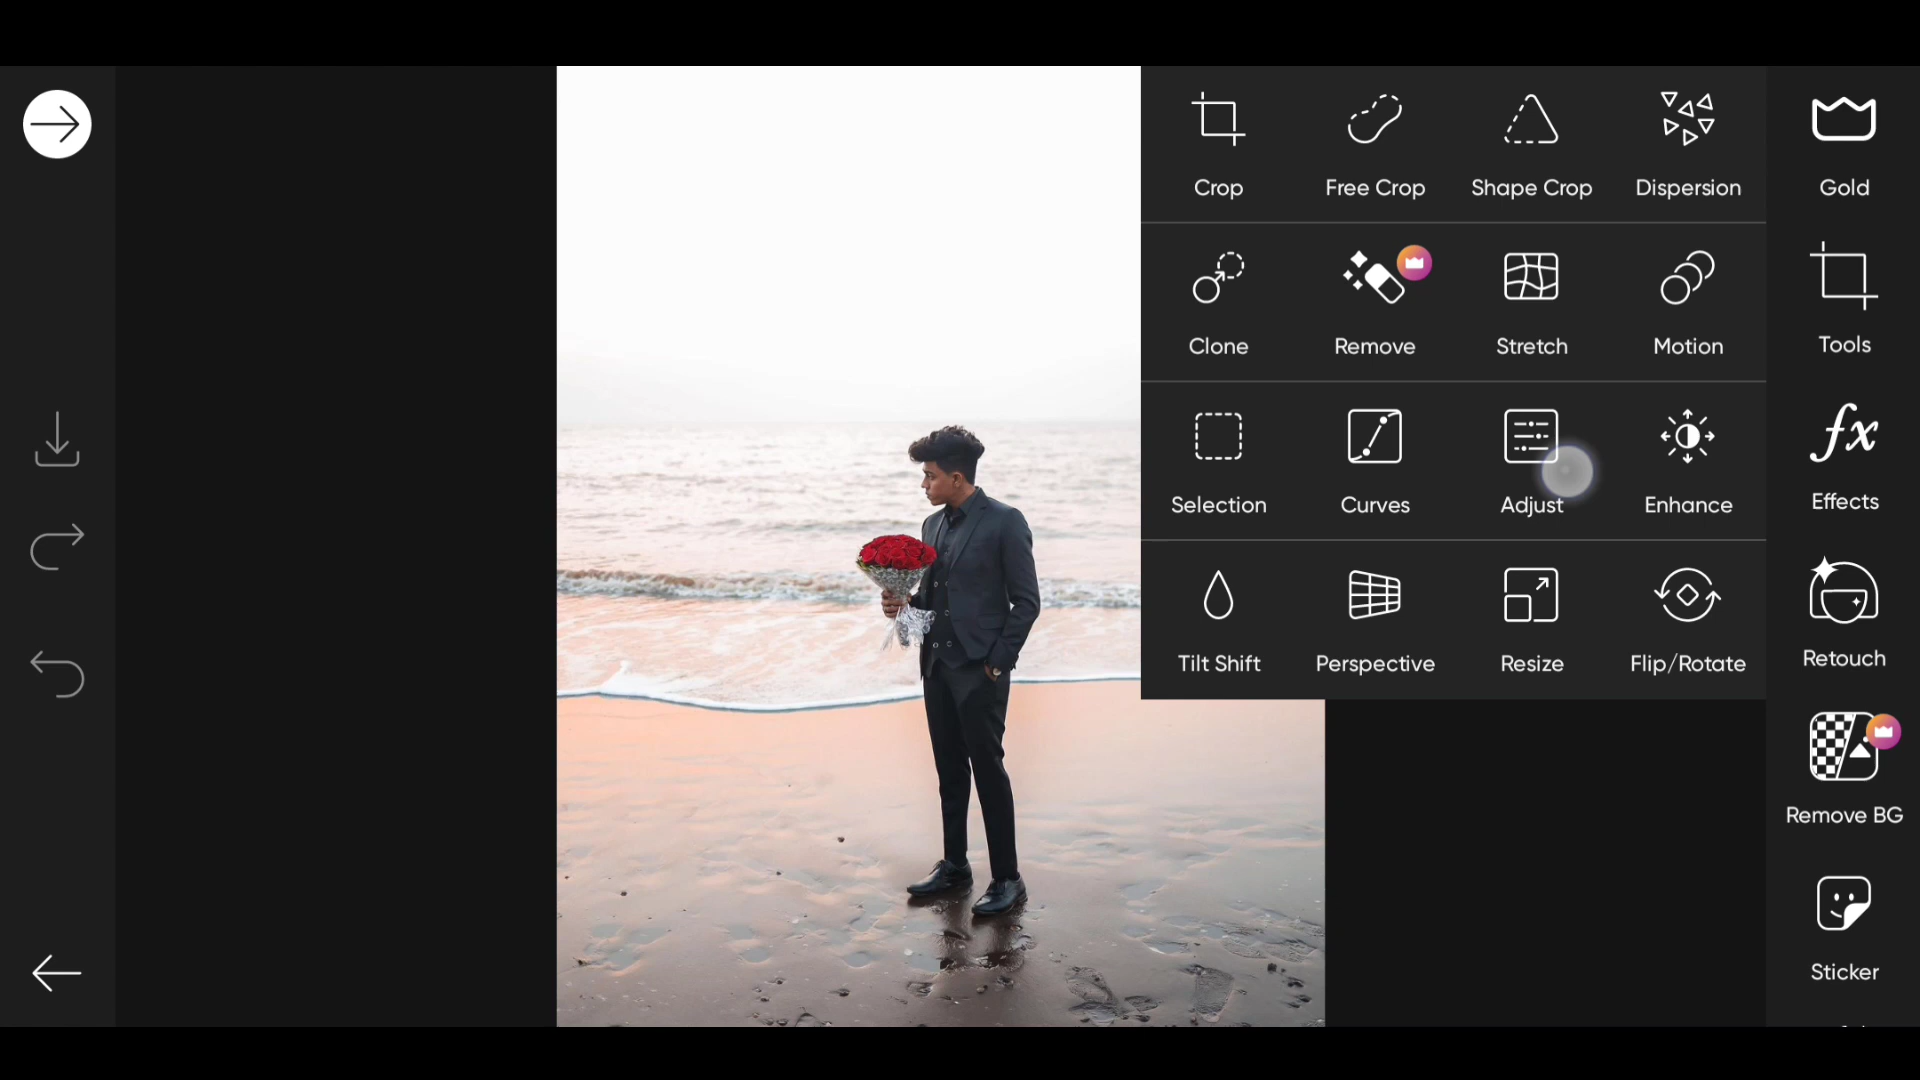 Crop Free Crop Shape Crop Dispersion Gold
Clone Remove Stretch Motion Tools
Selection Curves Adjust Enhance Effects
Tilt Shift Perspective Resize Flip/Rotate Retouch
Remove BG
Sticker